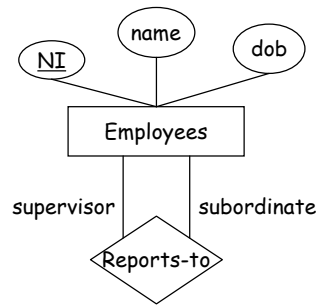 name
NI
dob
Employees
supervisor
subordinate
Reports-to